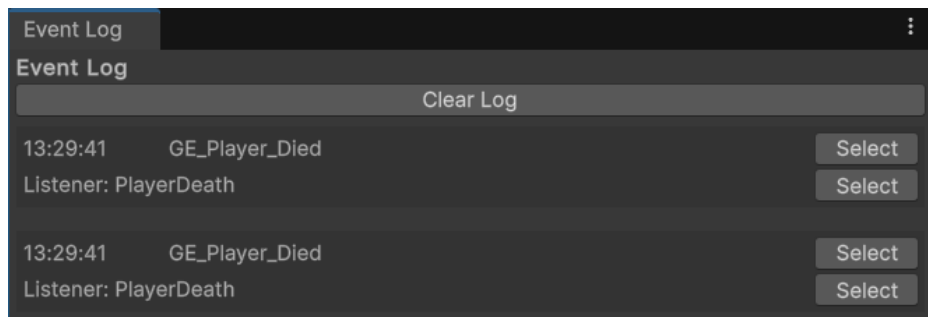 Event Log
Event Log
Clear Log
13:29:41 GE_Player_Died Select
Listener: PlayerDeath Select
13:29:41 GE_Player_Died Select
Listener: PlayerDeath Select